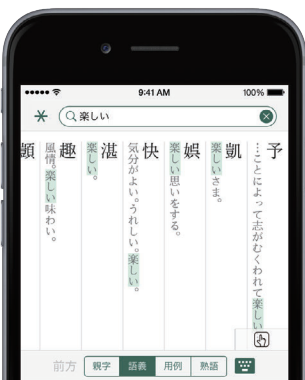 9:41 AM
100%
楽しい
予
…ことによって志がむくわれて楽しい
凱
楽しいさま。
娯
楽しい思いをする。
快
気分がよい。うれしい。楽しい。
湛
楽しい。
趣
風情。楽しい味わい。
顗
前方
親字
語義
用例
熟語